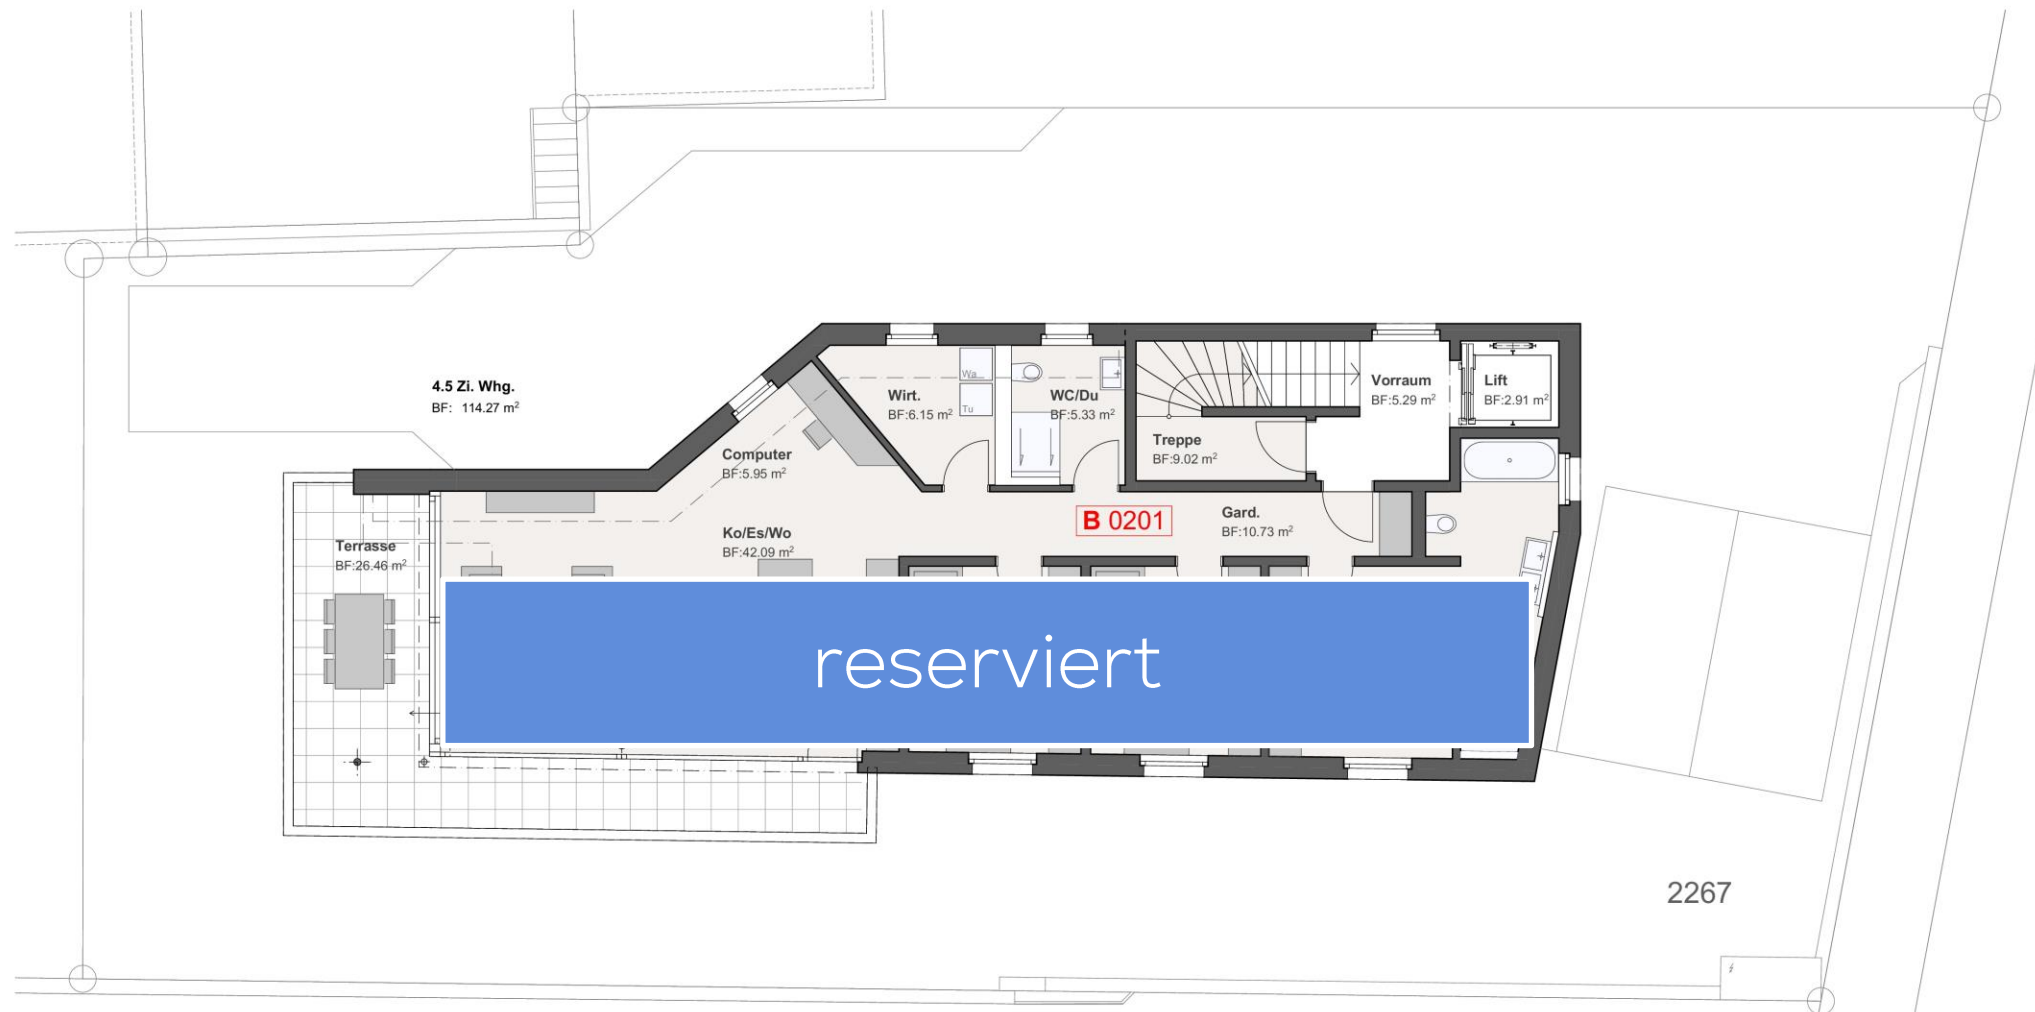 4.5 Zi. Whg.
BF: 114.27 m²
Wirt.
BF:6.15 m²
Wa
Tu
WC/Du
BF:5.33 m²
Treppe
BF:9.02 m²
Vorraum
BF:5.29 m²
Lift
BF:2.91 m²
Computer
BF:5.95 m²
Ko/Es/Wo
BF:42.09 m²
B 0201
Gard.
BF:10.73 m²
Terrasse
BF:26.46 m²
reserviert
2267